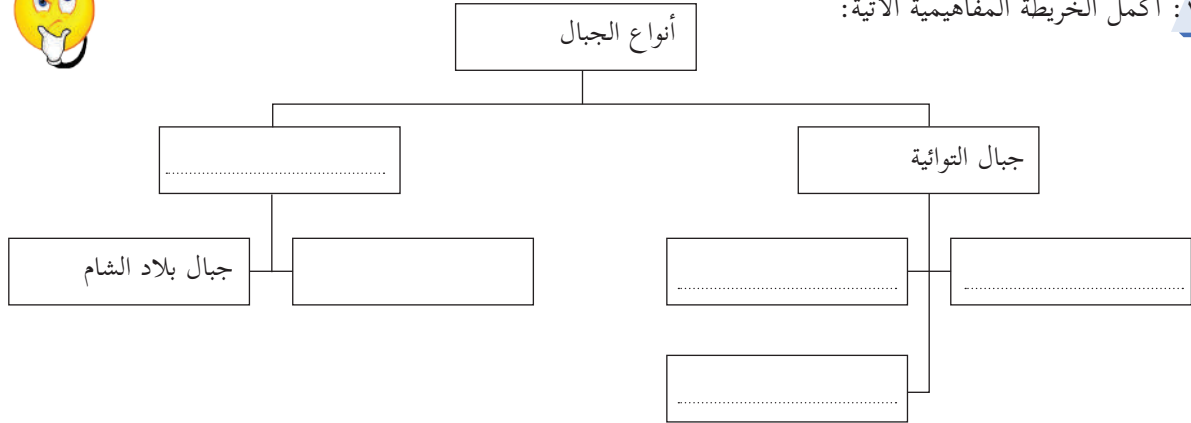 : أكمل الخريطة المفاهيمية الآتية:
أنواع الجبال
جبال التوائية
جبال بلاد الشام